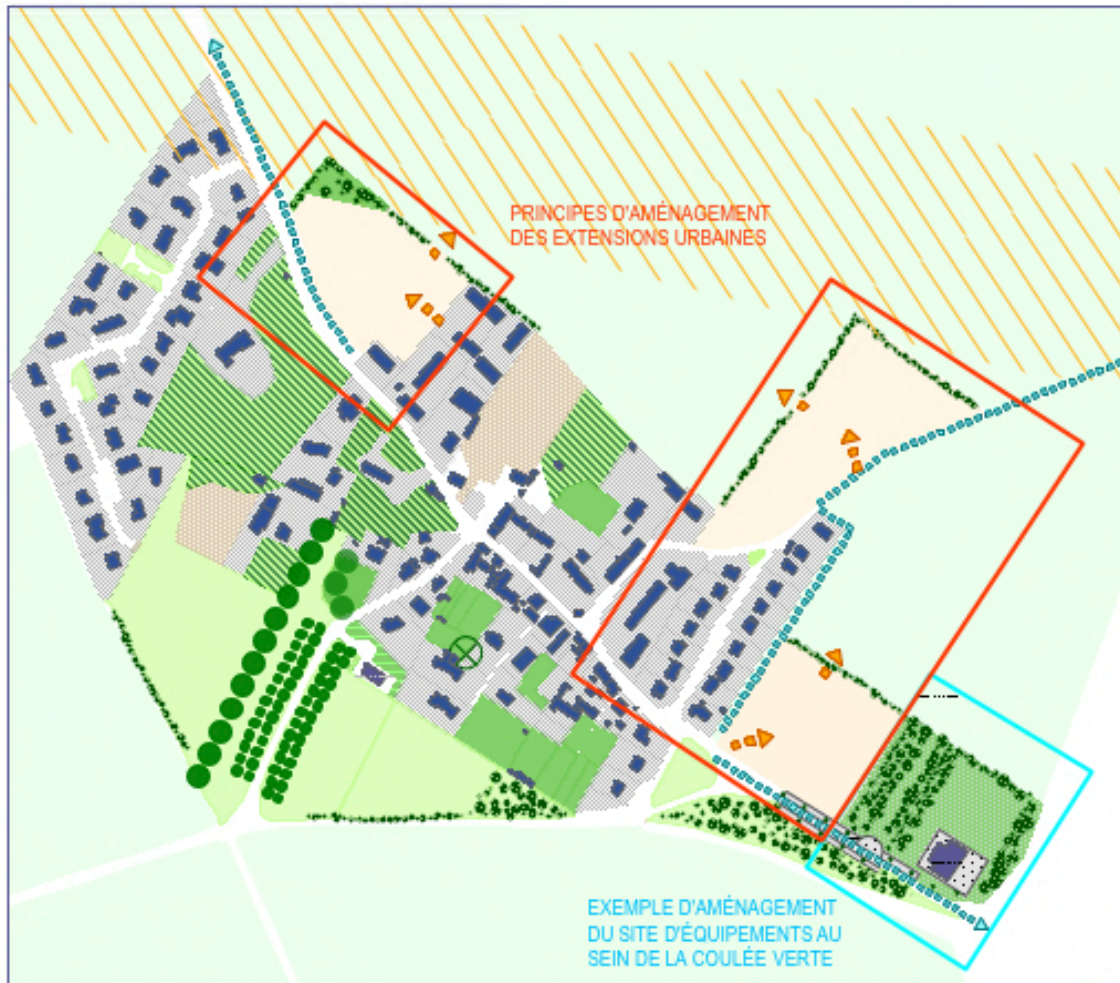 PRINCIPES D'AMÉNAGEMENT
DES EXTENSIONS URBAINES
EXEMPLE D'AMÉNAGEMENT
DU SITE D'ÉQUIPEMENTS AU
SEIN DE LA COULÉE VERTE